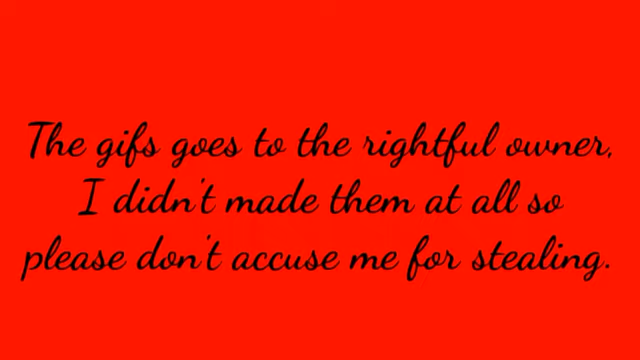 The gifs goes to the rightful owner,
I didn't made them at all so
please don't accuse me for stealing.